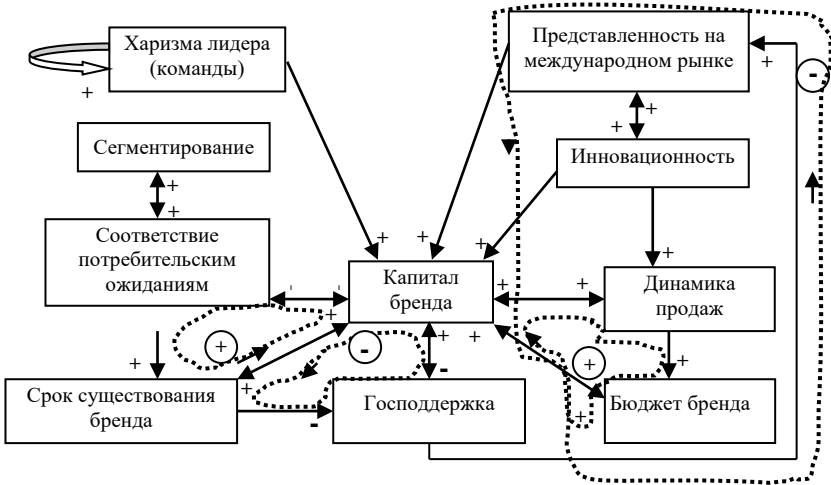 Харизма лидера
(команды)
+
Представленность на
международном рынке
+
-
+
+
Сегментирование
+
+
Инновационность
Соответствие
потребительским
ожиданиям
+
+
+
+
Капитал
бренда
+
+
Динамика
продаж
+
+
+
-
+
+
+
-
+
+
Срок существования
бренда
-
Господдержка
+
Бюджет бренда